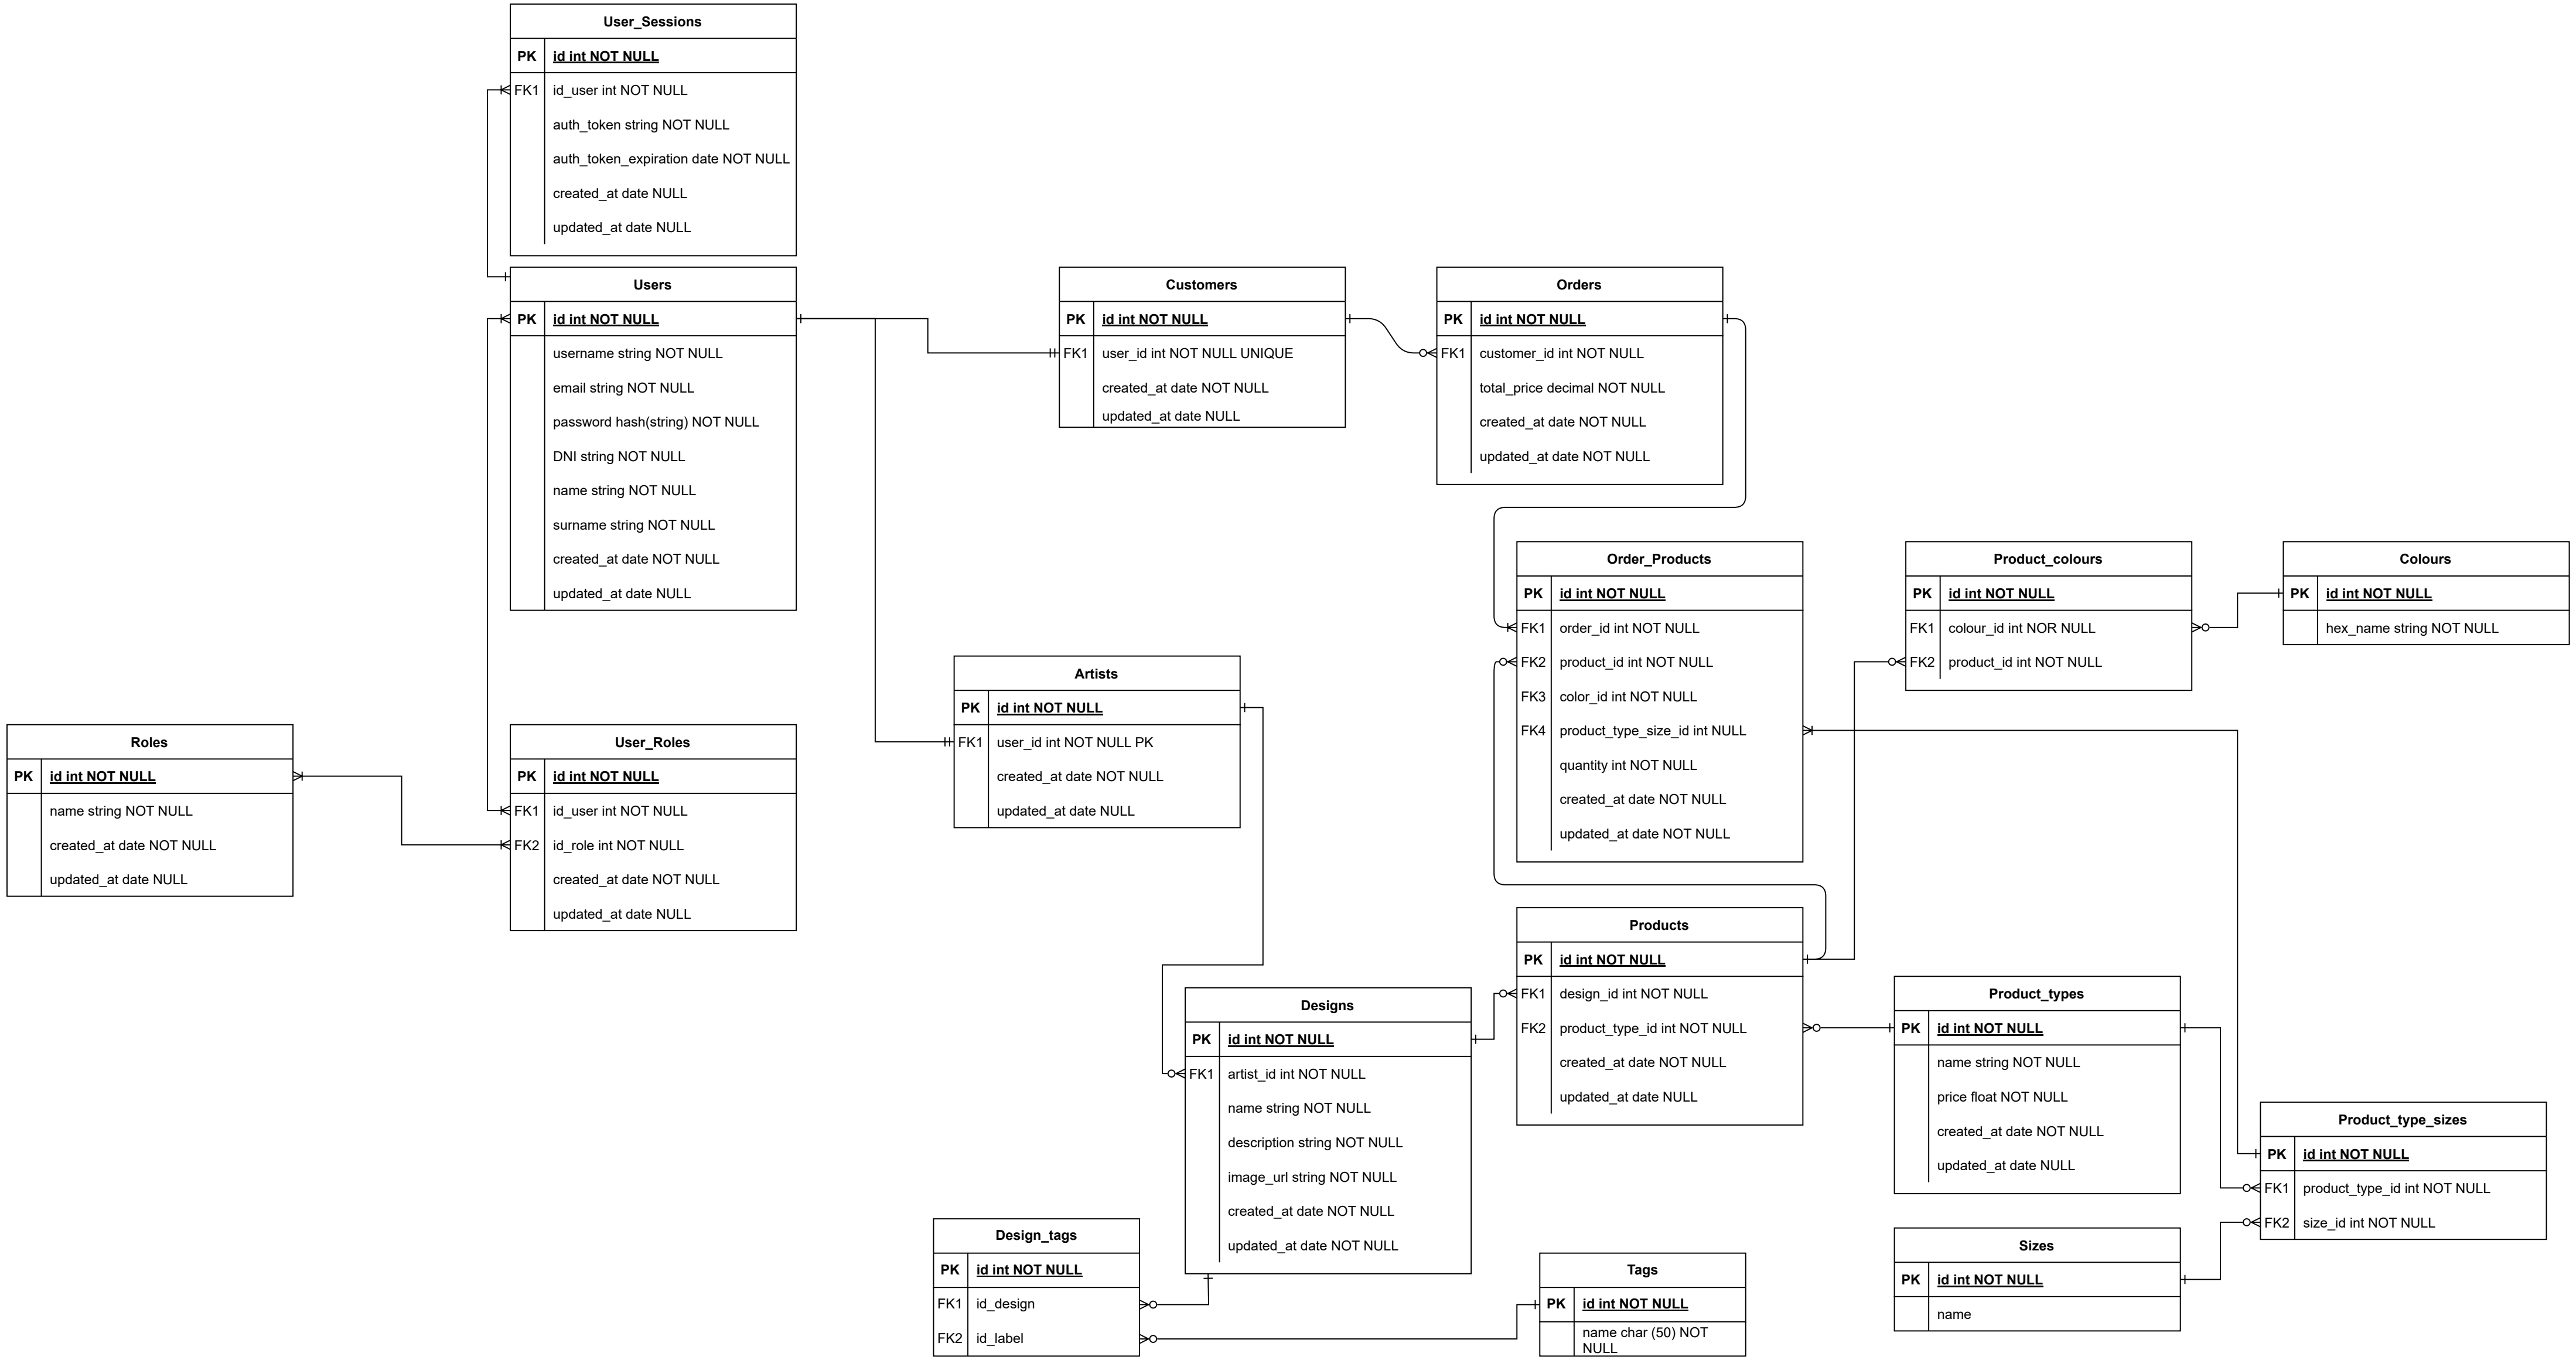 User_Sessions
PK id int NOT NULL
FK1 id_user int NOT NULL
auth_token string NOT NULL
auth_token_expiration date NOT NULL
created_at date NULL
updated_at date NULL
Users
PK id int NOT NULL
username string NOT NULL
email string NOT NULL
password hash(string) NOT NULL
DNI string NOT NULL
name string NOT NULL
surname string NOT NULL
created_at date NOT NULL
updated_at date NULL
Customers
PK id int NOT NULL
FK1 user_id int NOT NULL UNIQUE
created_at date NOT NULL
updated_at date NULL
Orders
PK id int NOT NULL
FK1 customer_id int NOT NULL
total_price decimal NOT NULL
created_at date NOT NULL
updated_at date NOT NULL
Order_Products
PK id int NOT NULL
FK1 order_id int NOT NULL
FK2 product_id int NOT NULL
FK3 color_id int NOT NULL
FK4 product_type_size_id int NULL
quantity int NOT NULL
created_at date NOT NULL
updated_at date NOT NULL
Product_colours
PK id int NOT NULL
FK1 colour_id int NOR NULL
FK2 product_id int NOT NULL
Colours
PK id int NOT NULL
hex_name string NOT NULL
Roles
PK id int NOT NULL
name string NOT NULL
created_at date NOT NULL
updated_at date NULL
User_Roles
PK id int NOT NULL
FK1 id_user int NOT NULL
FK2 id_role int NOT NULL
created_at date NOT NULL
updated_at date NULL
Artists
PK id int NOT NULL
FK1 user_id int NOT NULL PK
created_at date NOT NULL
updated_at date NULL
Designs
PK id int NOT NULL
FK1 artist_id int NOT NULL
name string NOT NULL
description string NOT NULL
image_url string NOT NULL
created_at date NOT NULL
updated_at date NOT NULL
Products
PK id int NOT NULL
FK1 design_id int NOT NULL
FK2 product_type_id int NOT NULL
created_at date NOT NULL
updated_at date NULL
Product_types
PK id int NOT NULL
name string NOT NULL
price float NOT NULL
created_at date NOT NULL
updated_at date NULL
Product_type_sizes
PK id int NOT NULL
FK1 product_type_id int NOT NULL
FK2 size_id int NOT NULL
Design_tags
PK id int NOT NULL
FK1 id_design
FK2 id_label
Tags
PK id int NOT NULL
name char (50) NOT
NULL
Sizes
PK id int NOT NULL
name